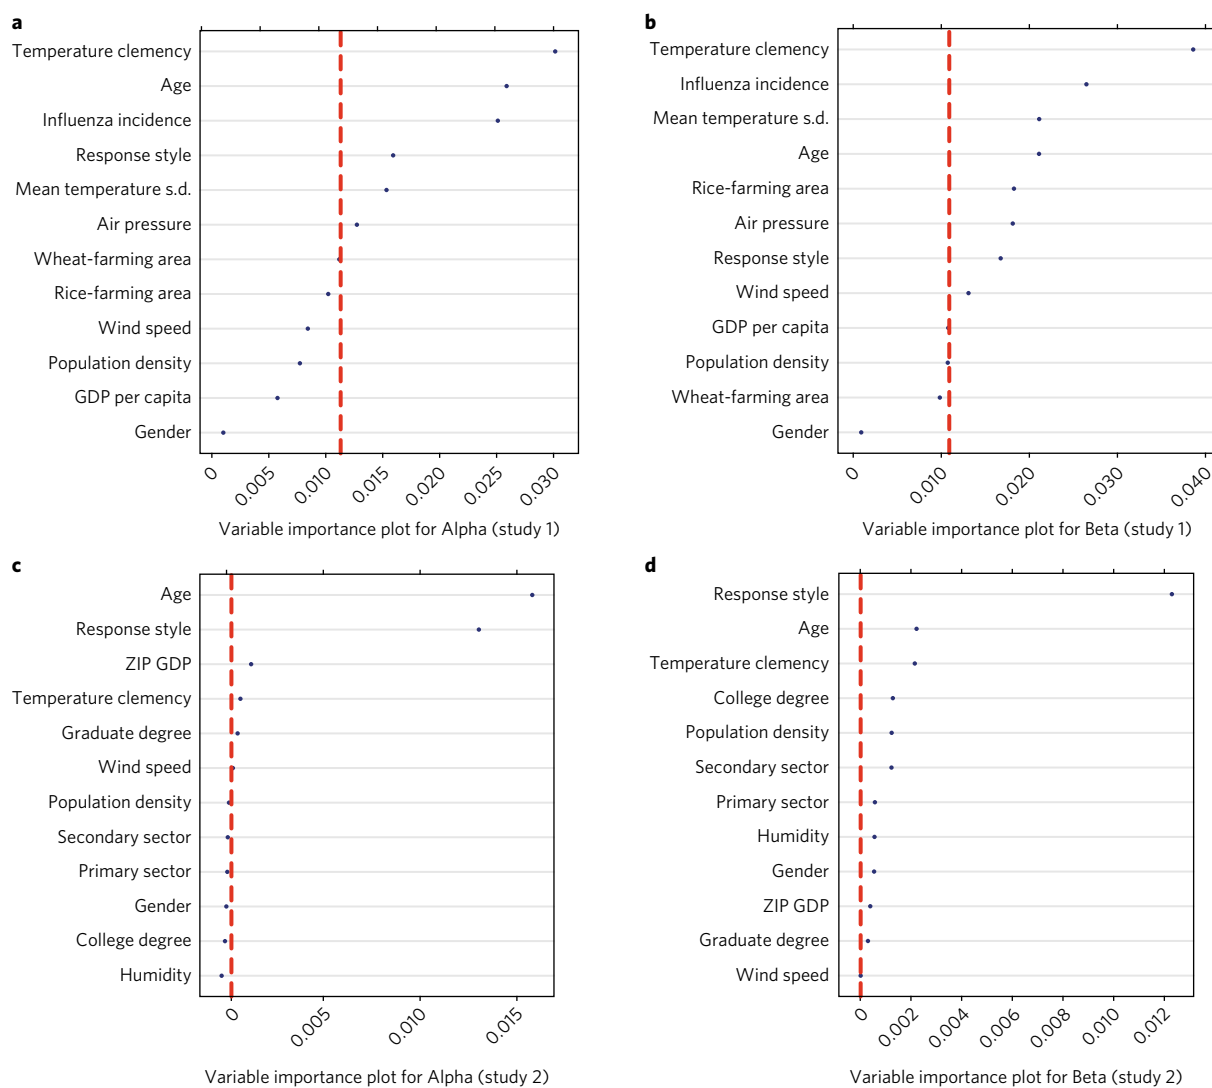 a
Temperature clemency
Age
Influenza incidence
Response style
Mean temperature s.d.
Air pressure
Wheat-farming area
Rice-farming area
Wind speed
Population density
GDP per capita
Gender
0
0.005
0.010
0.015
0.020
0.025
0.030
Variable importance plot for Alpha (study 1)
b
Temperature clemency
Influenza incidence
Mean temperature s.d.
Age
Rice-farming area
Air pressure
Response style
Wind speed
GDP per capita
Population density
Wheat-farming area
Gender
0
0.010
0.020
0.030
0.040
Variable importance plot for Beta (study 1)
c
Age
Response style
ZIP GDP
Temperature clemency
Graduate degree
Wind speed
Population density
Secondary sector
Primary sector
Gender
College degree
Humidity
0
0.005
0.010
0.015
Variable importance plot for Alpha (study 2)
d
Response style
Age
Temperature clemency
College degree
Population density
Secondary sector
Primary sector
Humidity
Gender
ZIP GDP
Graduate degree
Wind speed
0
0.002
0.004
0.006
0.008
0.010
0.012
Variable importance plot for Beta (study 2)